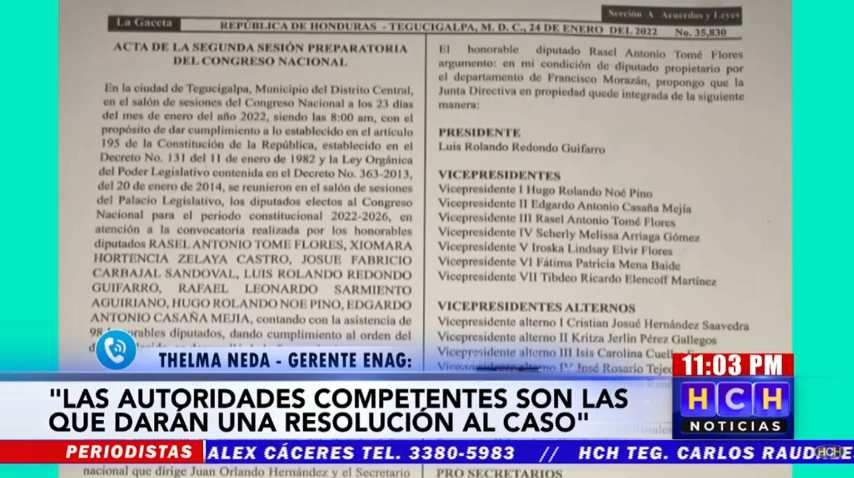 La Gaceta
Sección A Acuerdos y Leyes
REPÚBLICA DE HONDURAS - TEGUCIGALPA, M. D. C., 24 DE ENERO DEL 2022
No. 35,830
ACTA DE LA SEGUNDA SESIÓN PREPARATORIA
DEL CONGRESO NACIONAL
En la ciudad de Tegucigalpa, Municipio del Distrito Central,
en el salón de sesiones del Congreso Nacional a los 23 días
del mes de enero del año 2022, siendo las 8:00 am, con el
propósito de dar cumplimiento a lo establecido en el artículo
195 de la Constitución de la República, establecido en el
Decreto No. 131 del 11 de enero de 1982 y la Ley Orgánica
del Poder Legislativo contenida en el Decreto No. 363-2013,
del 20 de enero de 2014, se reunieron en el salón de sesiones
del Palacio Legislativo, los diputados electos al Congreso
Nacional para el periodo constitucional 2022-2026, en
atención a la convocatoria realizada por los honorables
diputados RASEL ANTONIO TOME FLORES, XIOMARA
HORTENCIA ZELAYA CASTRO, JOSUE FABRICIO
CARBAJAL SANDOVAL, LUIS ROLANDO REDONDO
GUIFARRO, RAFAEL LEONARDO SARMIENTO
AGUIRIANO, HUGO ROLANDO NOE PINO, EDGARDO
ANTONIO CASAÑA MEJIA, contando con la asistencia de
98 honorables diputados, dando cumplimiento al orden del
El honorable diputado Rasel Antonio Tome Flores
argumento: en mi condición de diputado propietario por
el departamento de Francisco Morazán, propongo que la
Junta Directiva en propiedad quede integrada de la siguiente
manera:
PRESIDENTE
Luis Rolando Redondo Guifarro
VICEPRESIDENTES
Vicepresidente I Hugo Rolando Noé Pino
Vicepresidente II Edgardo Antonio Casaña Mejía
Vicepresidente III Rasel Antonio Tomé Flores
Vicepresidente IV Scherly Melissa Arriaga Gómez
Vicepresidente V Iroska Lindsay Elvir Flores
Vicepresidente VI Fátima Patricia Mena Baide
Vicepresidente VII Tibdeo Ricardo Elencoff Martínez
VICEPRESIDENTES ALTERNOS
Vicepresidente alterno I Cristian Josué Hernández Saavedra
Vicepresidente alterno II Kritza Jerlin Pérez Gallegos
Vicepresidente alterno III Isis Carolina
Vicepresidente alterno IV José Rosario
THELMA NEDA - GERENTE ENAG:
11:03 PM
"LAS AUTORIDADES COMPETENTES SON LAS
QUE DARÁN UNA RESOLUCIÓN AL CASO"
HCH
NOTICIAS
PERIODISTAS
ALEX CÁCERES TEL. 3380-5983 // HCH TEG. CARLOS
HCH
nacional que dirige Juan Orlando Hernández y el Secretario
PRO SECRETARIOS